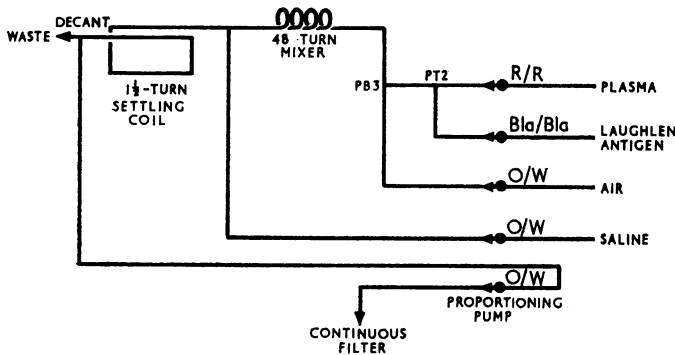 DECANT
WASTE
48-TURN
MIXER
1½-TURN
SETTLING
COIL
PB3
PT2
R/R
PLASMA
Bla/Bla
LAUGHLEN
ANTIGEN
O/W
AIR
O/W
SALINE
O/W
PROPORTIONING
PUMP
CONTINUOUS
FILTER